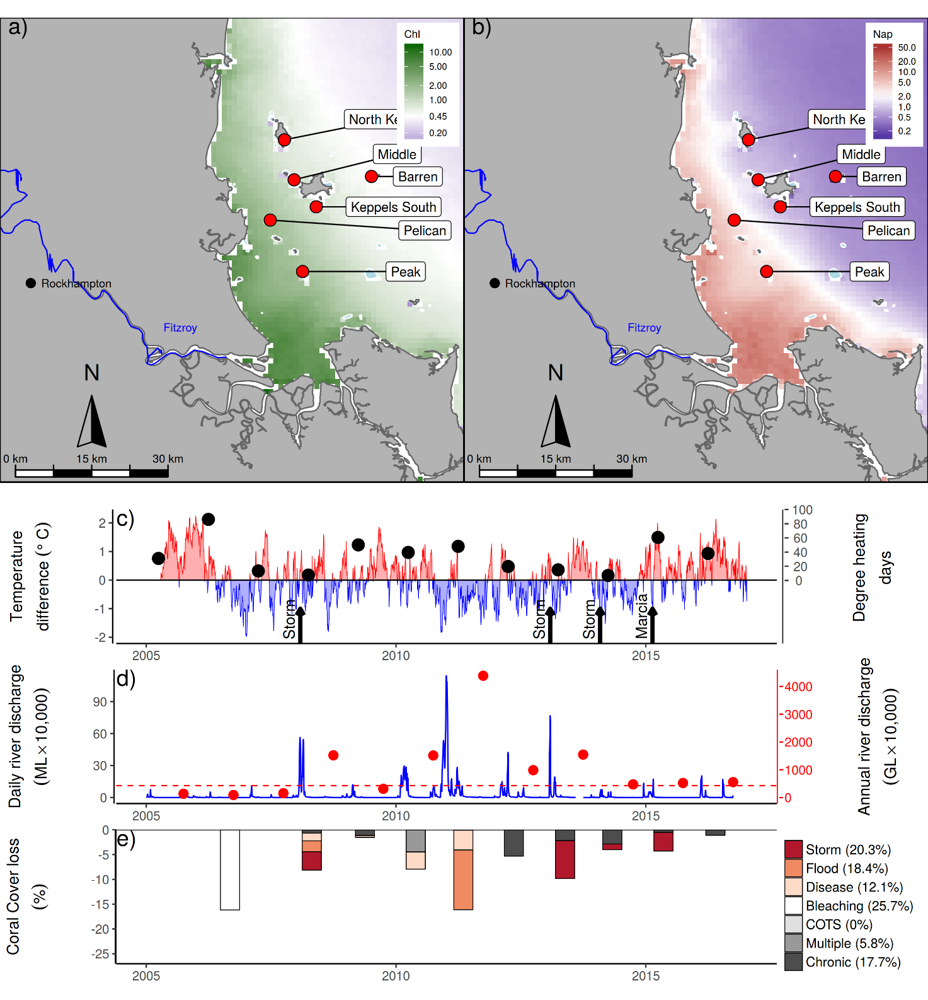 a)
Chl
10.00
5.00
2.00
1.00
0.45
0.20
North Ke
Middle
Barren
Keppels South
Pelican
Peak
Rockhampton
Fitzroy
N
0 km 15 km 30 km
b)
Nap
50.0
20.0
10.0
5.0
2.0
1.0
0.5
0.2
North Ke
Middle
Barren
Keppels South
Pelican
Peak
Rockhampton
Fitzroy
N
0 km 15 km 30 km
c)
Temperature
difference (° C)
2
1
0
-1
-2
Storm
Storm
Storm
Marcia
100
80
60
40
20
0
Degree heating
days
2005 2010 2015
d)
Daily river discharge
(ML×10,000)
90
60
30
0
4000
3000
2000
1000
0
Annual river discharge
(GL×10,000)
2005 2010 2015
e)
Coral Cover loss
(%)
0
-5
-10
-15
-20
-25
2005 2010 2015
Storm (20.3%)
Flood (18.4%)
Disease (12.1%)
Bleaching (25.7%)
COTS (0%)
Multiple (5.8%)
Chronic (17.7%)